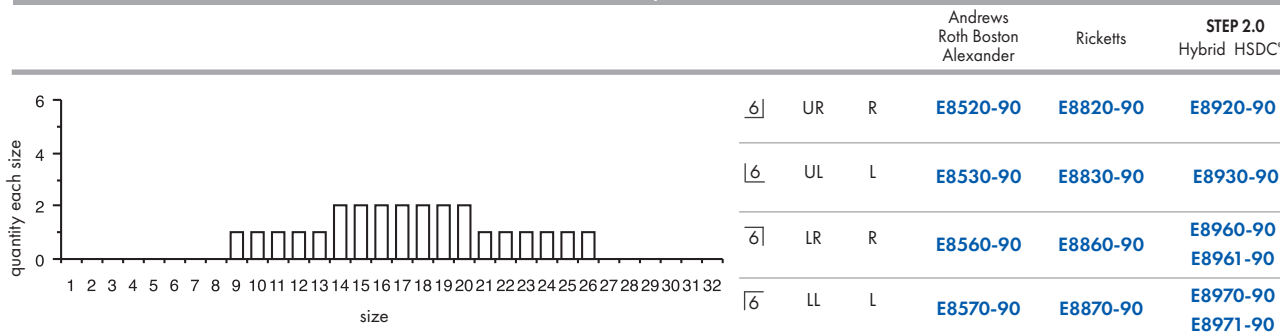 Andrews
Roth Boston
Alexander
Ricketts
STEP 2.0
Hybrid HSDC
6
4
2
0
quantity each size
1 2 3 4 5 6 7 8 9 10 11 12 13 14 15 16 17 18 19 20 21 22 23 24 25 26 27 28 29 30 31 32
size
6 UR R E8520-90 E8820-90 E8920-90
6 UL L E8530-90 E8830-90 E8930-90
6 LR R E8560-90 E8860-90 E8960-90
E8961-90
6 LL L E8570-90 E8870-90 E8970-90
E8971-90